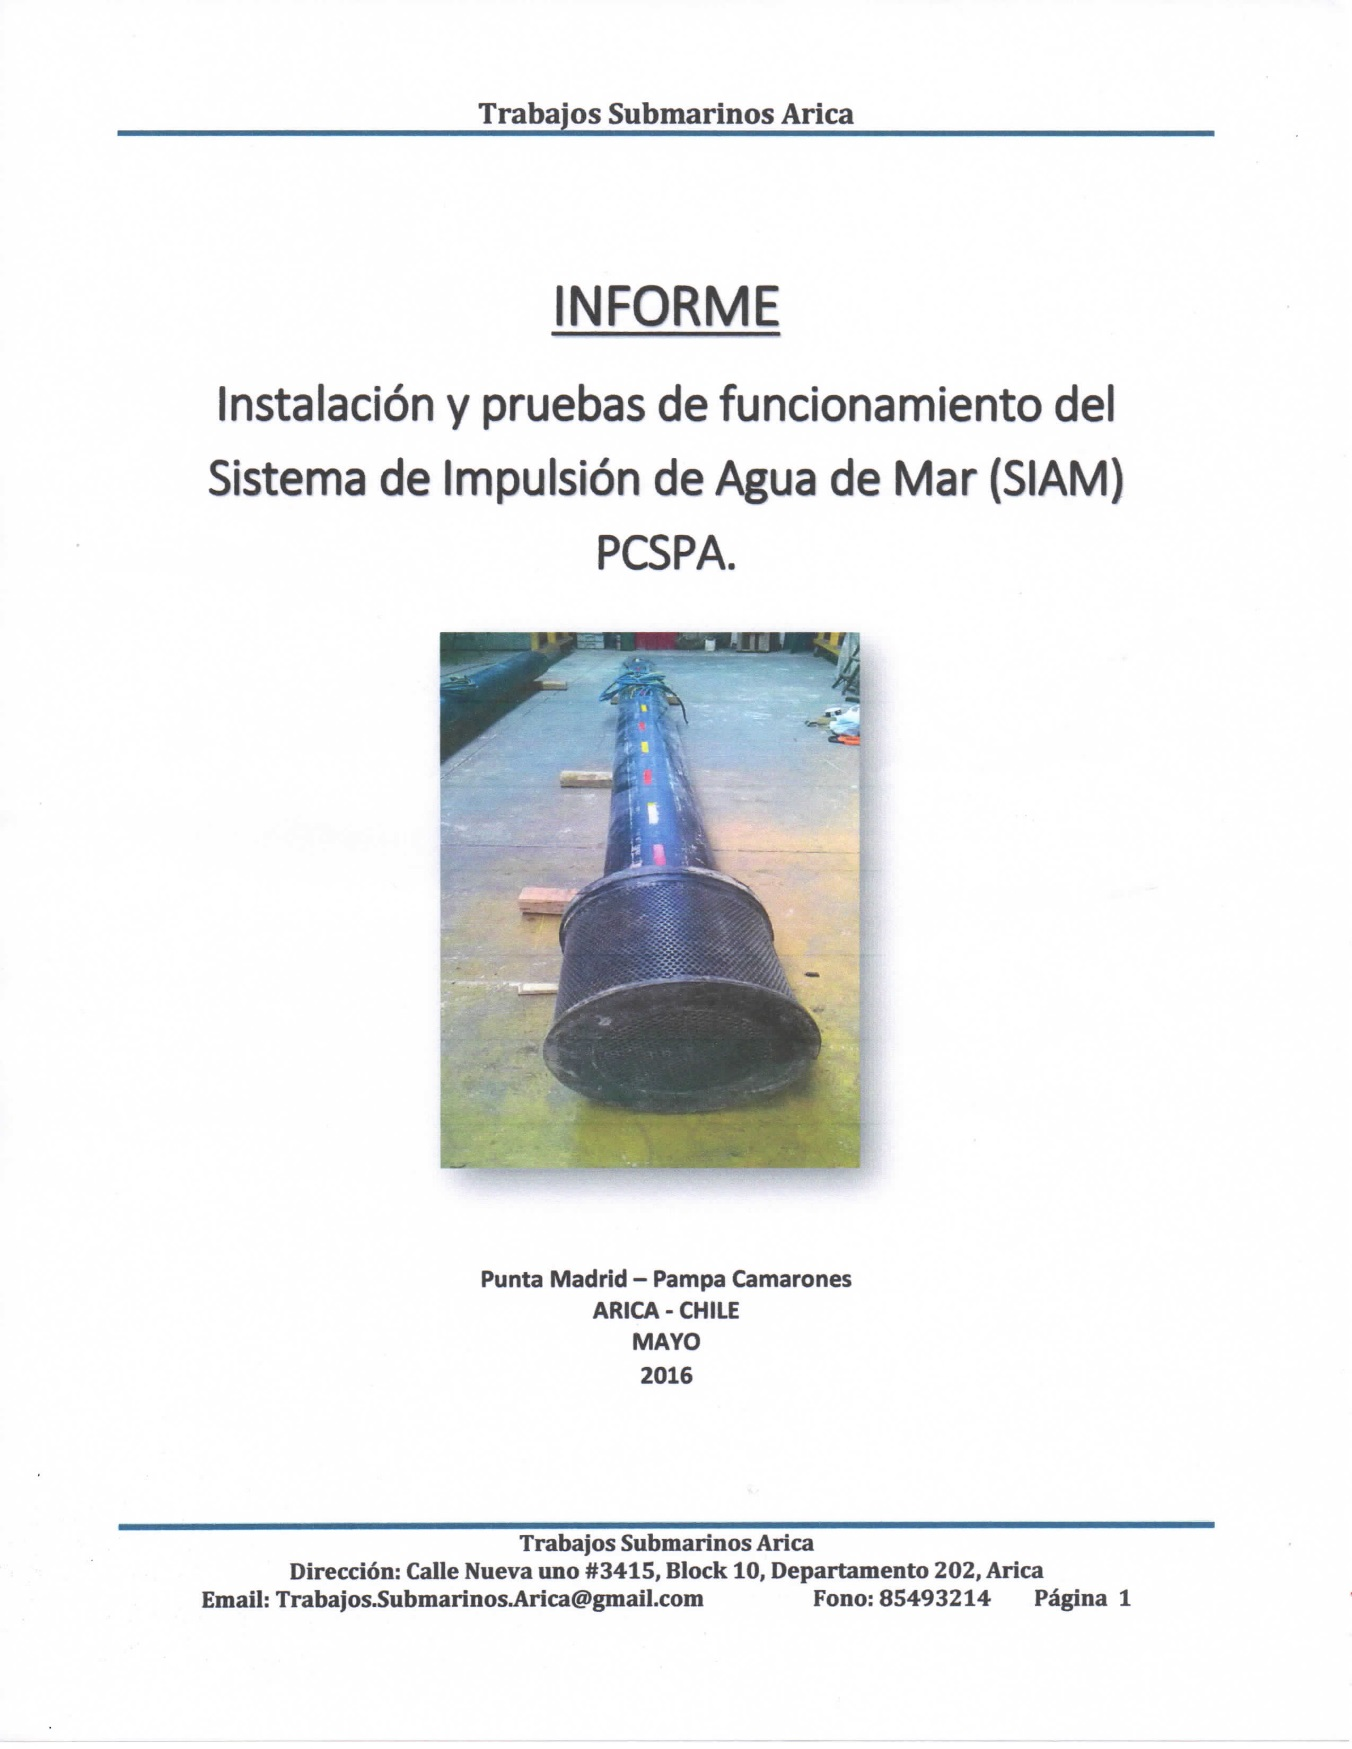 Trabajos Submarinos Arica
INFORME
Instalación y pruebas de funcionamiento del
Sistema de Impulsión de Agua de Mar (SIAM)
PCSPA.
Punta Madrid – Pampa Camarones
ARICA - CHILE
MAYO
2016
Trabajos Submarinos Arica
Dirección: Calle Nueva uno #3415, Block 10, Departamento 202, Arica
Email: Trabajos.Submarinos.Arica@gmail.com Fono: 85493214 Página 1